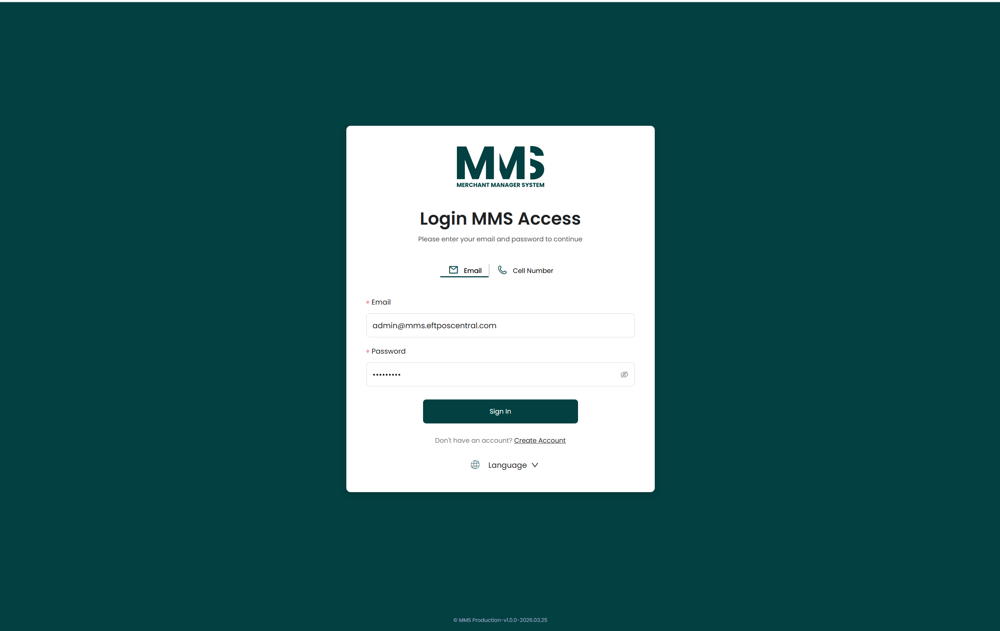 MMS
MERCHANT MANAGER SYSTEM
Login MMS Access
Please enter your email and password to continue
Email
Cell Number
* Email
admin@mms.eftposcentral.com
* Password
•••••••••
Sign In
Don't have an account? Create Account
Language
© MMS Production-v1.0.0-2026.03.25